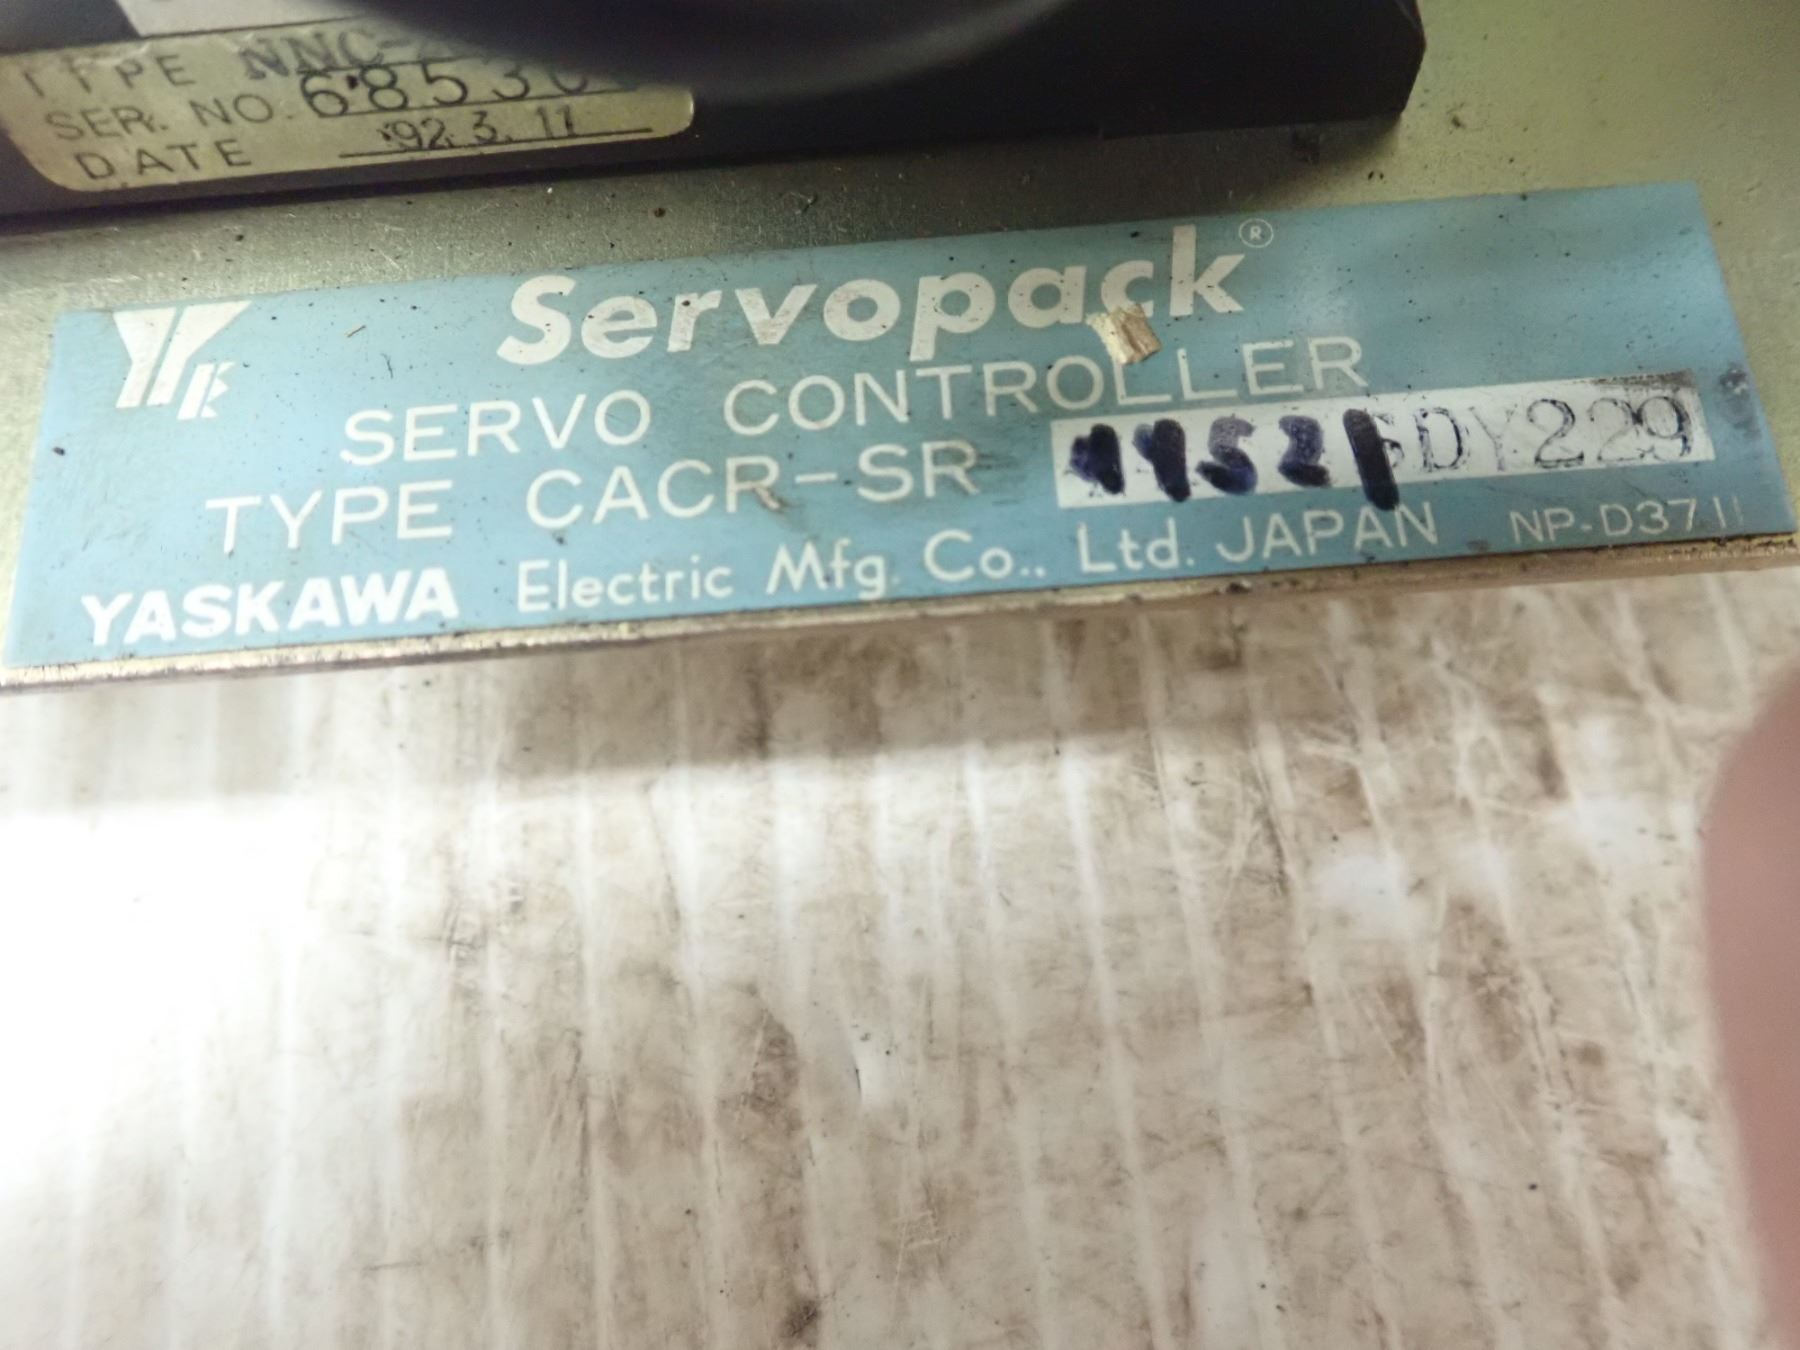 TYPE NNC-
SER. NO. 68530
DATE '92.3.11
Servopack®
SERVO CONTROLLER
TYPE CACR-SR DY229
YASKAWA Electric Mfg. Co., Ltd. JAPAN NP-D3711